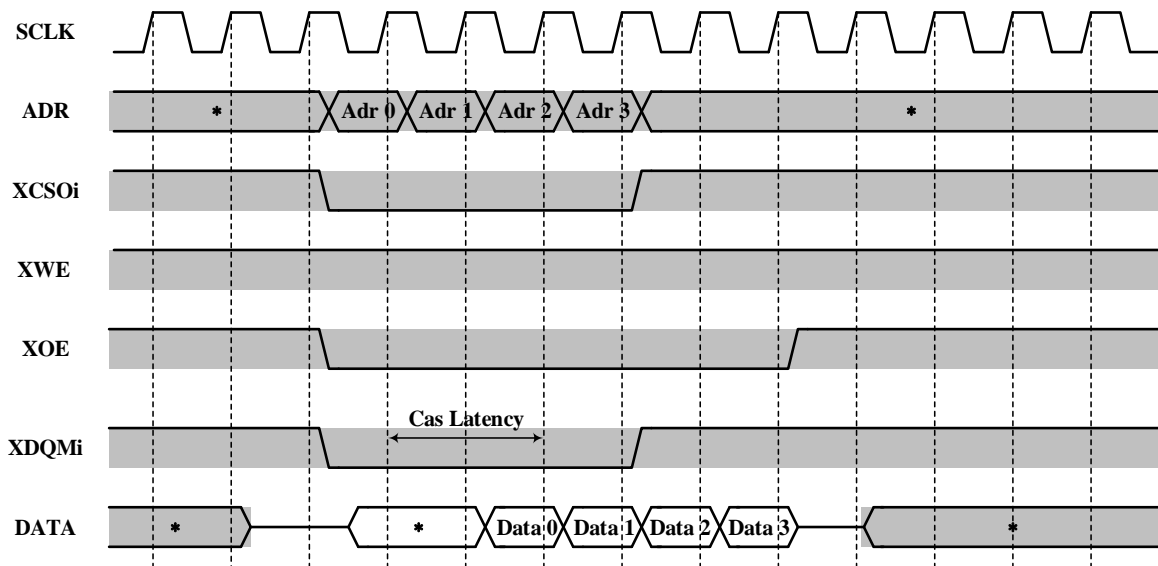 SCLK
ADR * Adr 0 Adr 1 Adr 2 Adr 3 *
XCSOi
XWE
XOE
Cas Latency
XDQMi
DATA * * Data 0 Data 1 Data 2 Data 3 *